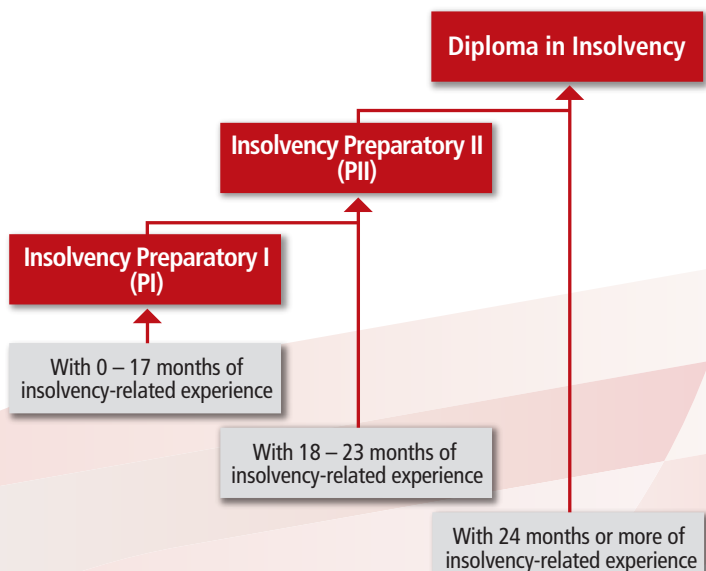 Diploma in Insolvency
Insolvency Preparatory II
(PII)
Insolvency Preparatory I
(PI)
With 0 – 17 months of
insolvency-related experience
With 18 – 23 months of
insolvency-related experience
With 24 months or more of
insolvency-related experience